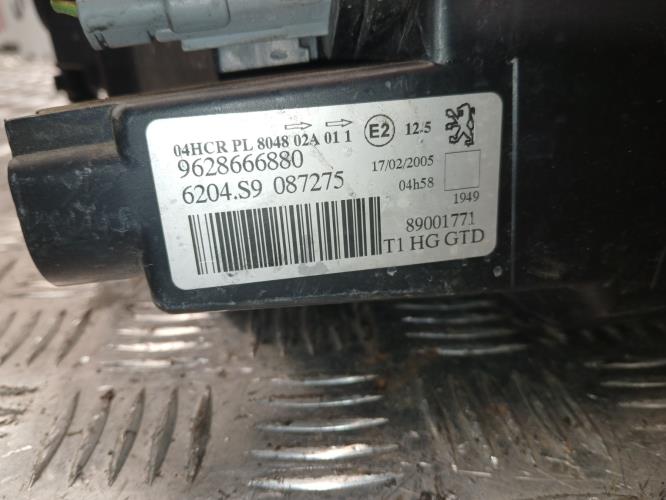 04HCR PL 8048 02A 01 1 E2 12.5
9628666880 17/02/2005
6204.S9 087275 04h58
1949
89001771
T1 HG GTD